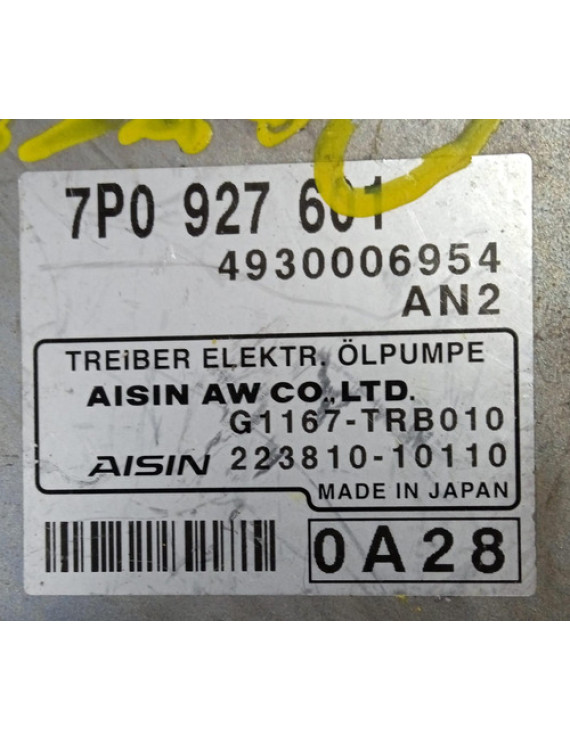 7P0 927 601
4930006954
AN2
TREiBER ELEKTR. ÖLPUMPE
AISIN AW CO.,LTD.
G1167-TRB010
AISIN 223810-10110
MADE IN JAPAN
0A28